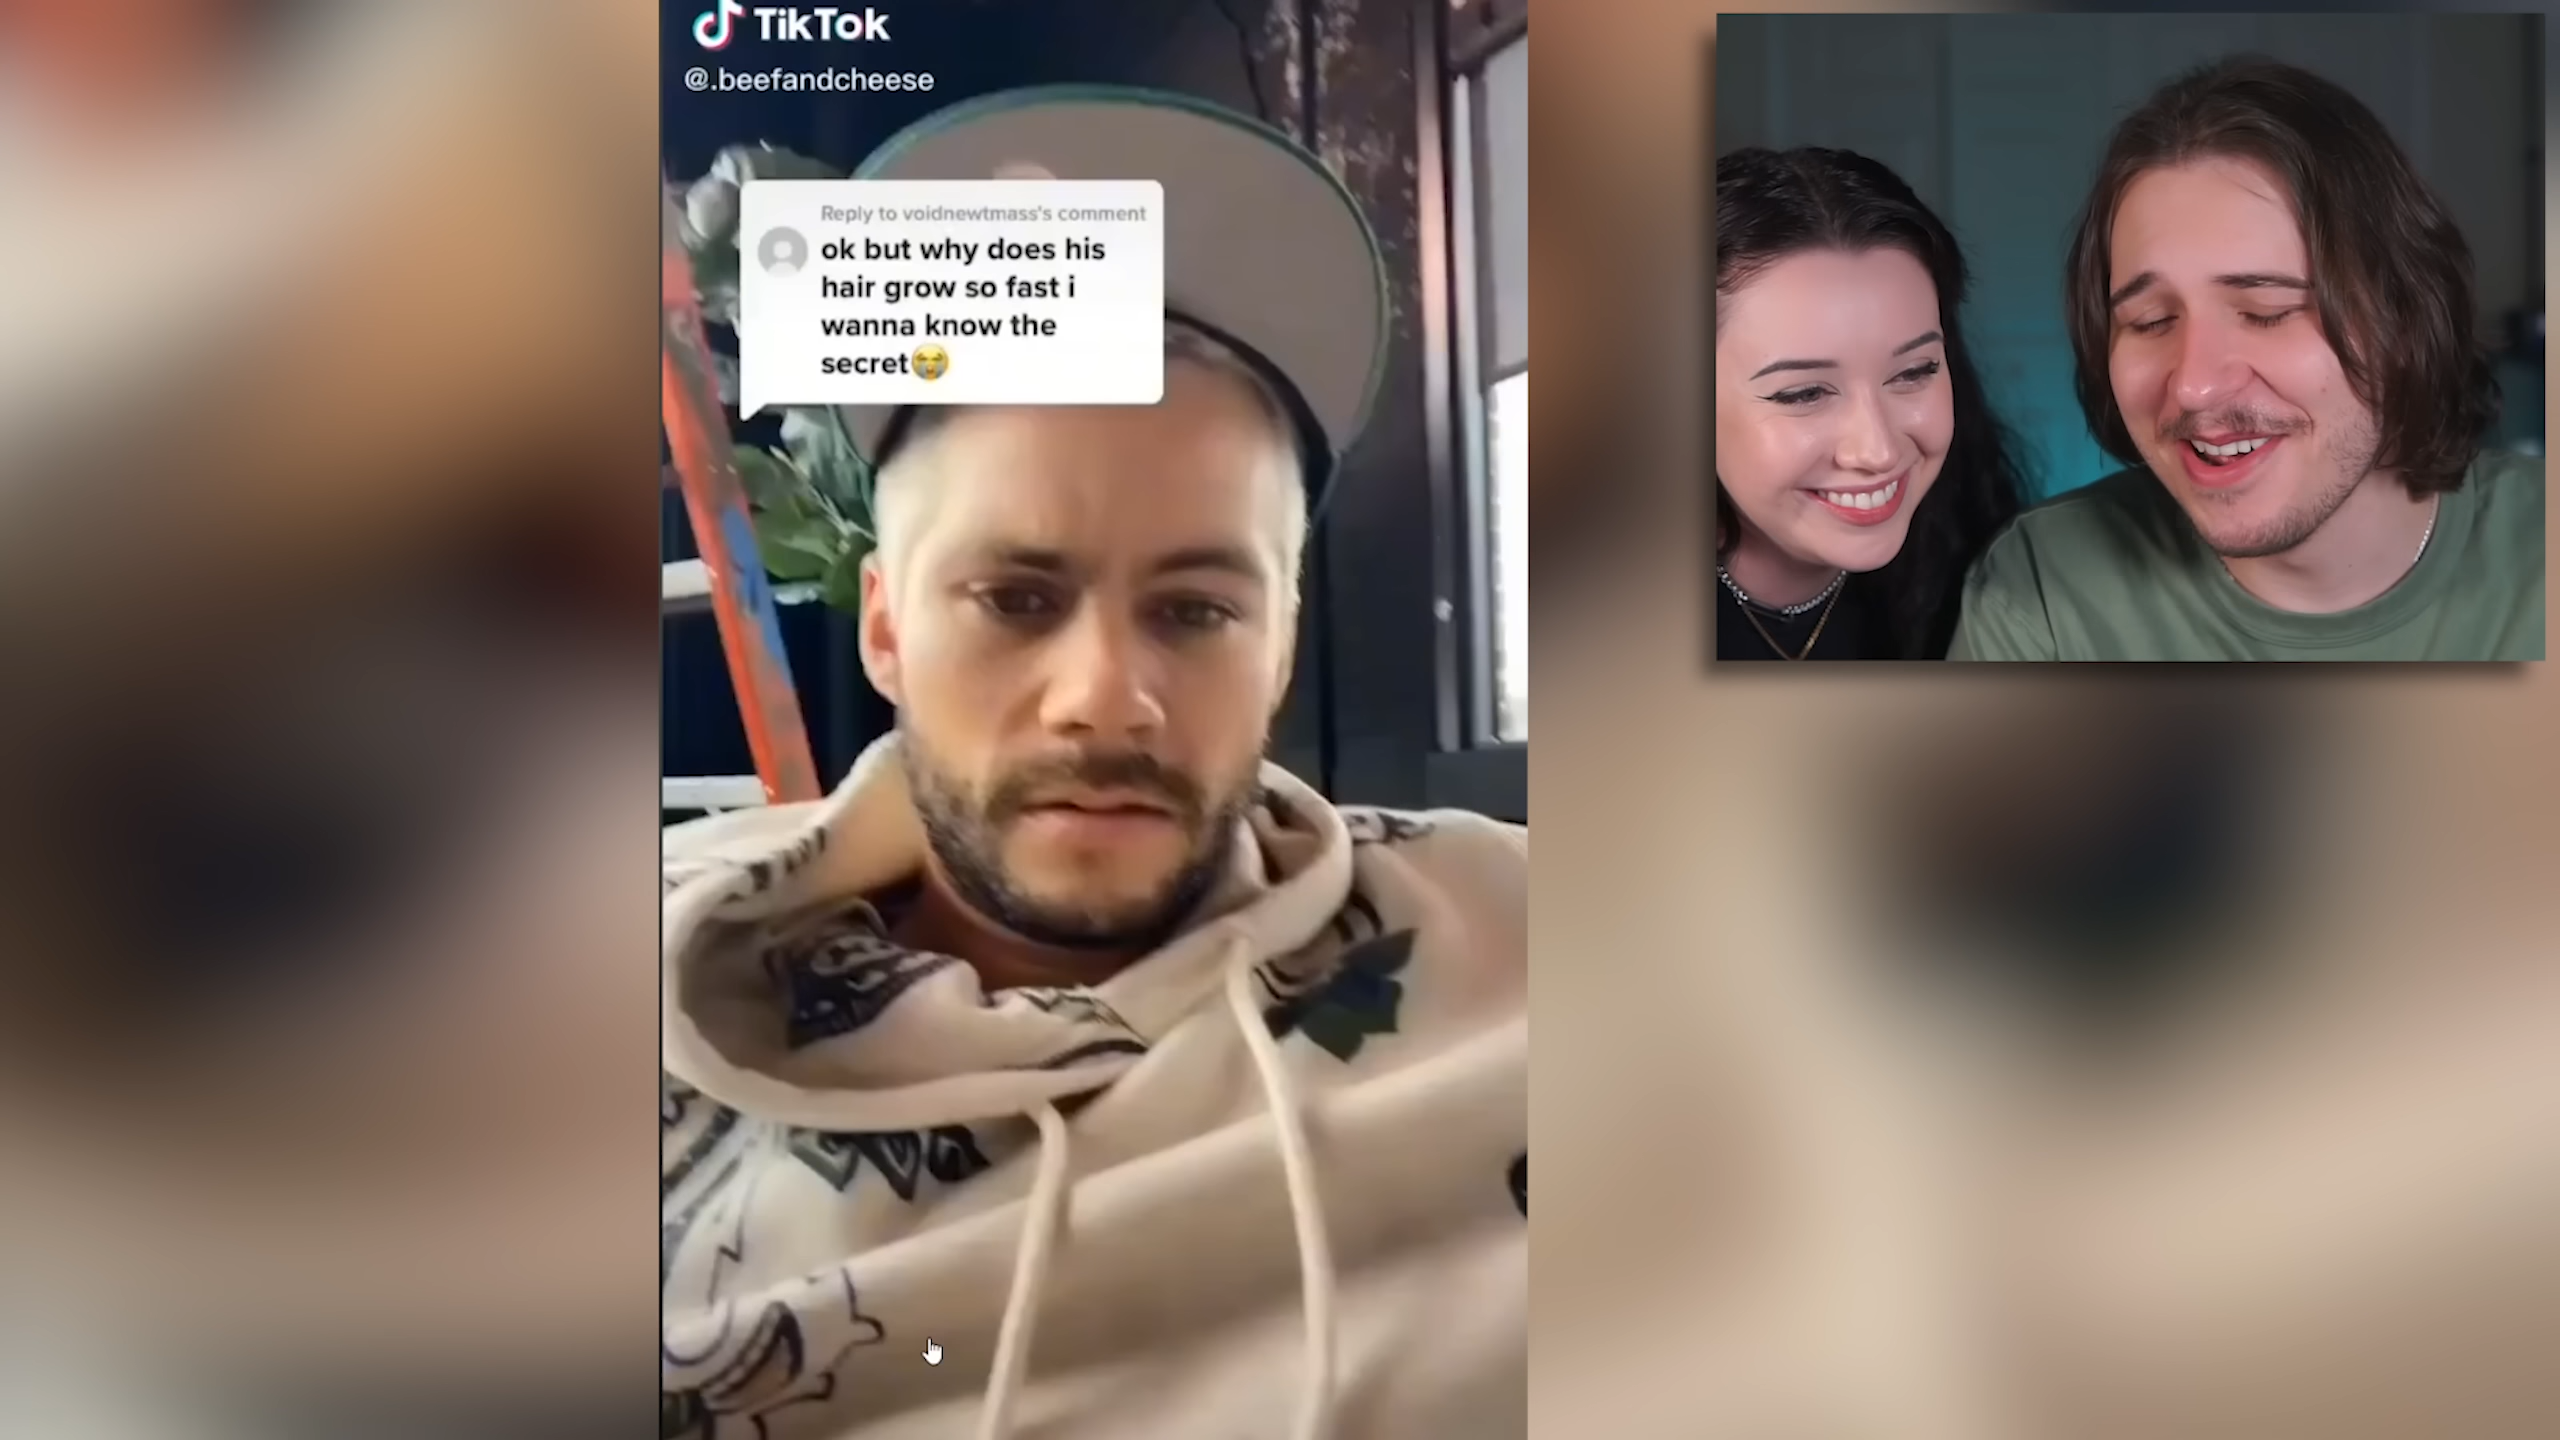 TikTok
@.beefandcheese
Reply to voidnewtmass's comment
ok but why does his
hair grow so fast i
wanna know the
secret😭